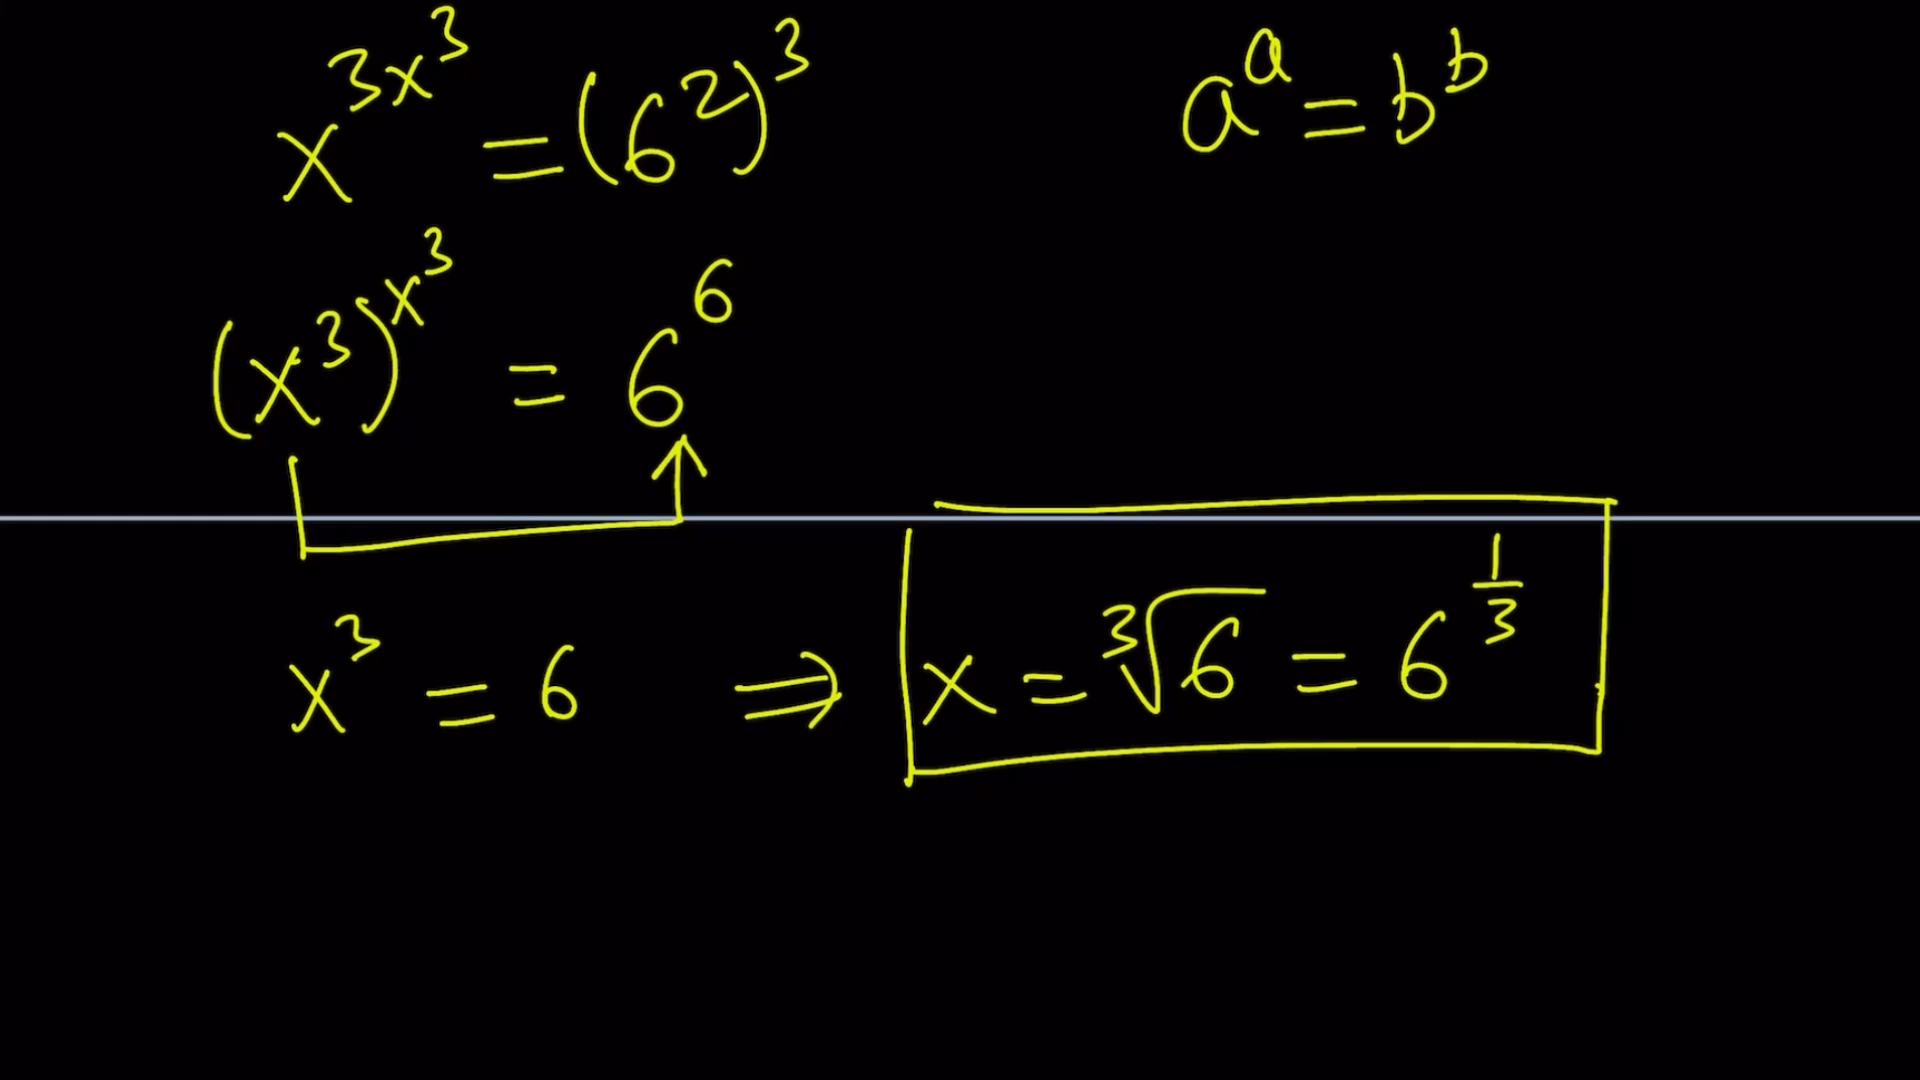 x^{3x^3} = (6^2)^3
a^a = b^b
(x^3)^{x^3} = 6^6
x^3 = 6 ⇒ x = ∛6 = 6^{1/3}